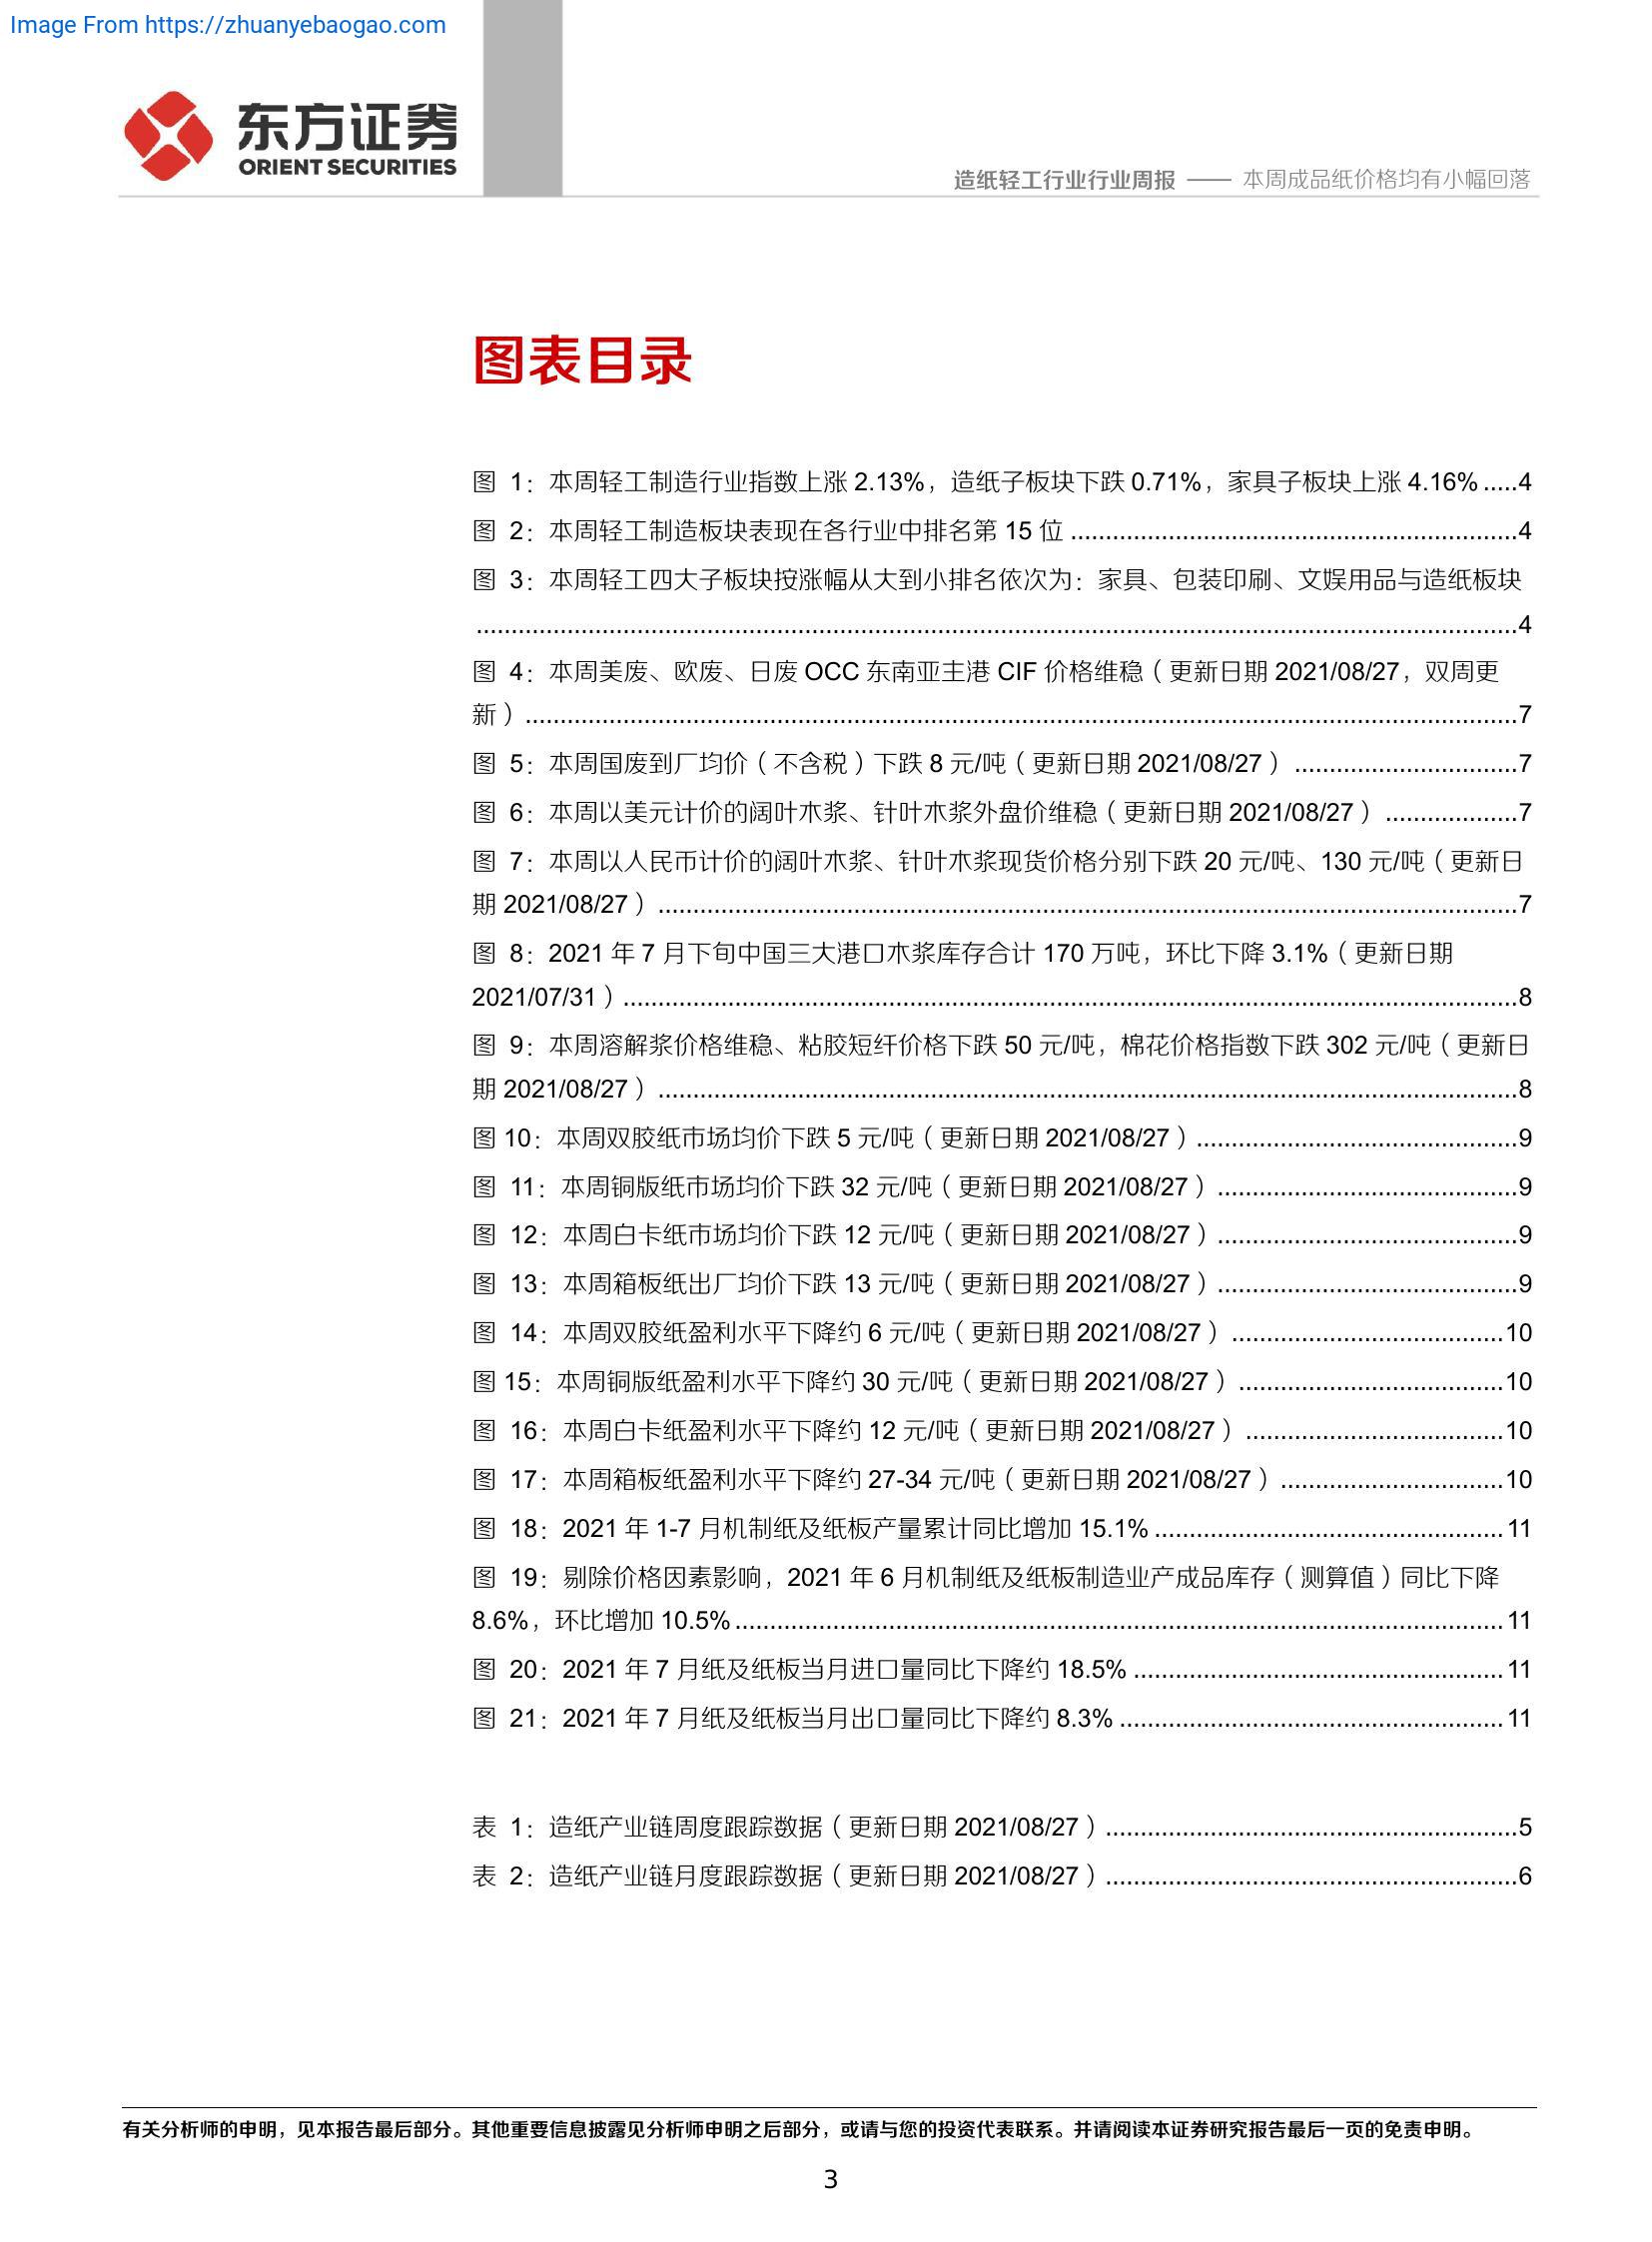 Image From https://zhuanyebaogao.com
东方证券
ORIENT SECURITIES
造纸轻工行业行业周报 —— 本周成品纸价格均有小幅回落
图表目录
图 1：本周轻工制造行业指数上涨 2.13%，造纸子板块下跌 0.71%，家具子板块上涨 4.16% .....4
图 2：本周轻工制造板块表现在各行业中排名第 15 位 ................................................................4
图 3：本周轻工四大子板块按涨幅从大到小排名依次为：家具、包装印刷、文娱用品与造纸板块
.....................................................................................................................................................4
图 4：本周美废、欧废、日废 OCC 东南亚主港 CIF 价格维稳（更新日期 2021/08/27，双周更
新）..............................................................................................................................................7
图 5：本周国废到厂均价（不含税）下跌 8 元/吨（更新日期 2021/08/27） ................................7
图 6：本周以美元计价的阔叶木浆、针叶木浆外盘价维稳（更新日期 2021/08/27） ...................7
图 7：本周以人民币计价的阔叶木浆、针叶木浆现货价格分别下跌 20 元/吨、130 元/吨（更新日
期 2021/08/27） ...........................................................................................................................7
图 8：2021 年 7 月下旬中国三大港口木浆库存合计 170 万吨，环比下降 3.1%（更新日期
2021/07/31）................................................................................................................................8
图 9：本周溶解浆价格维稳、粘胶短纤价格下跌 50 元/吨，棉花价格指数下跌 302 元/吨（更新日
期 2021/08/27） ...........................................................................................................................8
图 10：本周双胶纸市场均价下跌 5 元/吨（更新日期 2021/08/27）..............................................9
图 11：本周铜版纸市场均价下跌 32 元/吨（更新日期 2021/08/27） ...........................................9
图 12：本周白卡纸市场均价下跌 12 元/吨（更新日期 2021/08/27） ...........................................9
图 13：本周箱板纸出厂均价下跌 13 元/吨（更新日期 2021/08/27） ...........................................9
图 14：本周双胶纸盈利水平下降约 6 元/吨（更新日期 2021/08/27） .......................................10
图 15：本周铜版纸盈利水平下降约 30 元/吨（更新日期 2021/08/27） ......................................10
图 16：本周白卡纸盈利水平下降约 12 元/吨（更新日期 2021/08/27） .....................................10
图 17：本周箱板纸盈利水平下降约 27-34 元/吨（更新日期 2021/08/27） ................................10
图 18：2021 年 1-7 月机制纸及纸板产量累计同比增加 15.1% .................................................. 11
图 19：剔除价格因素影响，2021 年 6 月机制纸及纸板制造业产成品库存（测算值）同比下降
8.6%，环比增加 10.5%.............................................................................................................. 11
图 20：2021 年 7 月纸及纸板当月进口量同比下降约 18.5% ..................................................... 11
图 21：2021 年 7 月纸及纸板当月出口量同比下降约 8.3% ....................................................... 11
表 1：造纸产业链周度跟踪数据（更新日期 2021/08/27）...........................................................5
表 2：造纸产业链月度跟踪数据（更新日期 2021/08/27）...........................................................6
有关分析师的申明，见本报告最后部分。其他重要信息披露见分析师申明之后部分，或请与您的投资代表联系。并请阅读本证券研究报告最后一页的免责申明。
3